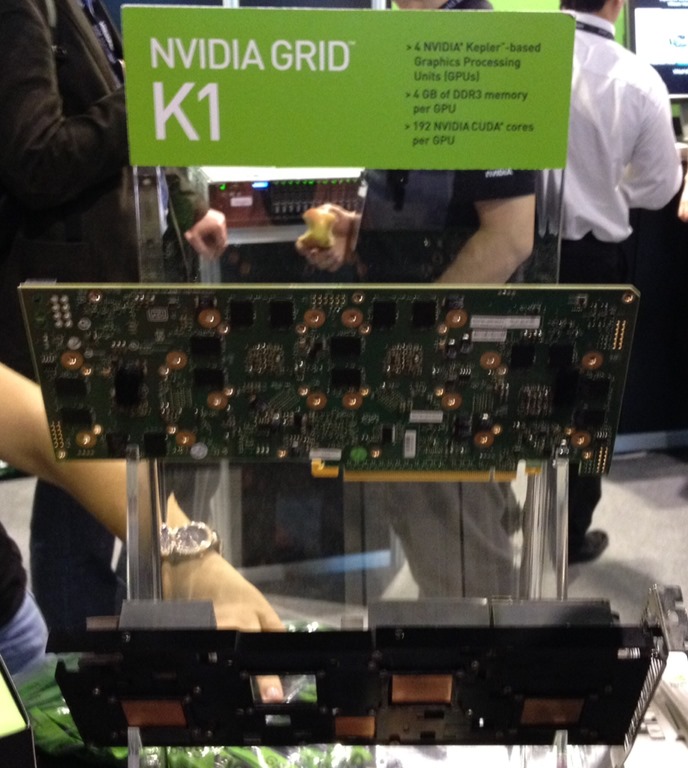 NVIDIA GRID™
K1
> 4 NVIDIA® Kepler™-based
Graphics Processing
Units (GPUs)
> 4 GB of DDR3 memory
per GPU
> 192 NVIDIA CUDA® cores
per GPU
NVIDIA